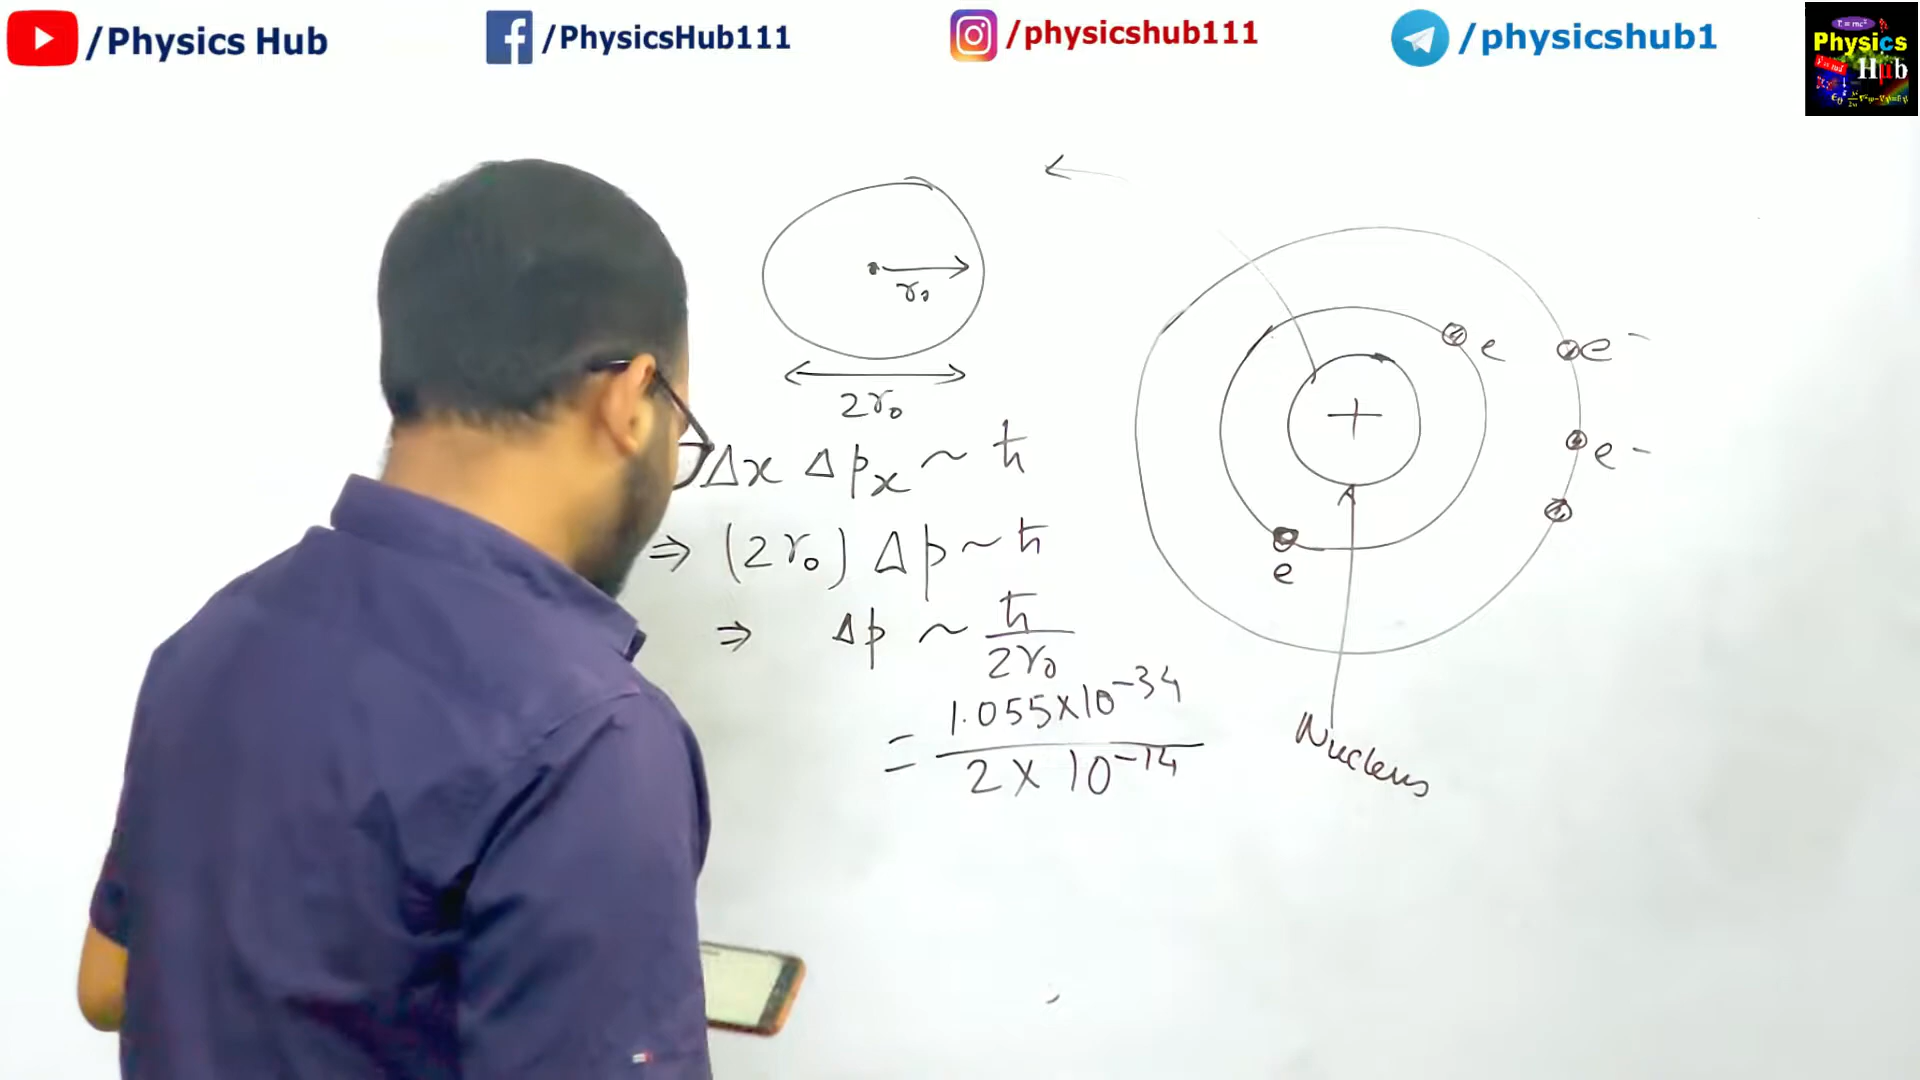 /Physics Hub
/PhysicsHub111
/physicshub111
/physicshub1
Physics
Hub
r₀
2r₀
Δx Δpₓ ~ ħ
⇒ (2r₀) Δp ~ ħ
⇒ Δp ~ ħ / 2r₀
= 1.055×10⁻³⁴ / 2×10⁻¹⁴
+
e
e⁻
e⁻
e
Nucleus